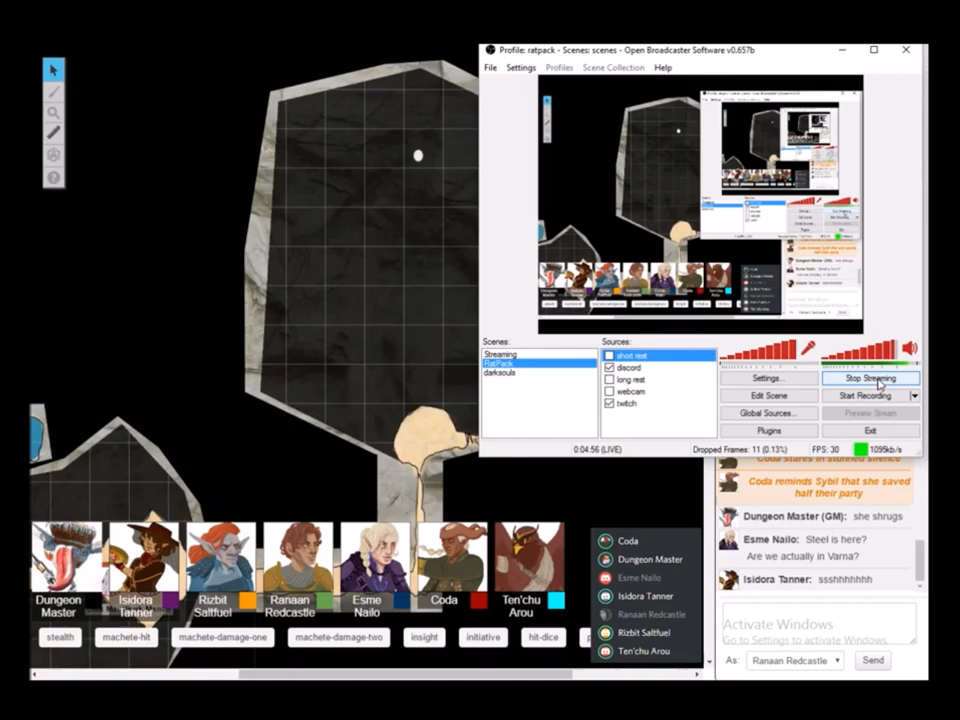 Profile: ratpack - Scenes: scenes - Open Broadcaster Software v0.657b
File Settings Profiles Scene Collection Help
Scenes:
Streaming
RatPack
darksouls
Sources:
short rest
discord
long rest
webcam
twitch
Settings...
Stop Streaming
Edit Scene
Start Recording
Global Sources...
Preview Stream
Plugins
Exit
0:04:56 (LIVE)
Dropped Frames: 11 (0.13%)
FPS: 30
1095kb/s
Coda stares in stunned silence
Coda reminds Sybil that she saved
half their party
Dungeon Master (GM): she shrugs
Esme Nailo: Steel is here?
Are we actually in Varna?
Isidora Tanner: ssshhhhhhh
Activate Windows
Go to Settings to activate Windows.
As: Ranaan Redcastle
Send
Coda
Dungeon Master
Esme Nailo
Isidora Tanner
Ranaan Redcastle
Rizbit Saltfuel
Ten'chu Arou
Dungeon
Master
Isidora
Tanner
Rizbit
Saltfuel
Ranaan
Redcastle
Esme
Nailo
Coda
Ten'chu
Arou
stealth
machete-hit
machete-damage-one
machete-damage-two
insight
initiative
hit-dice